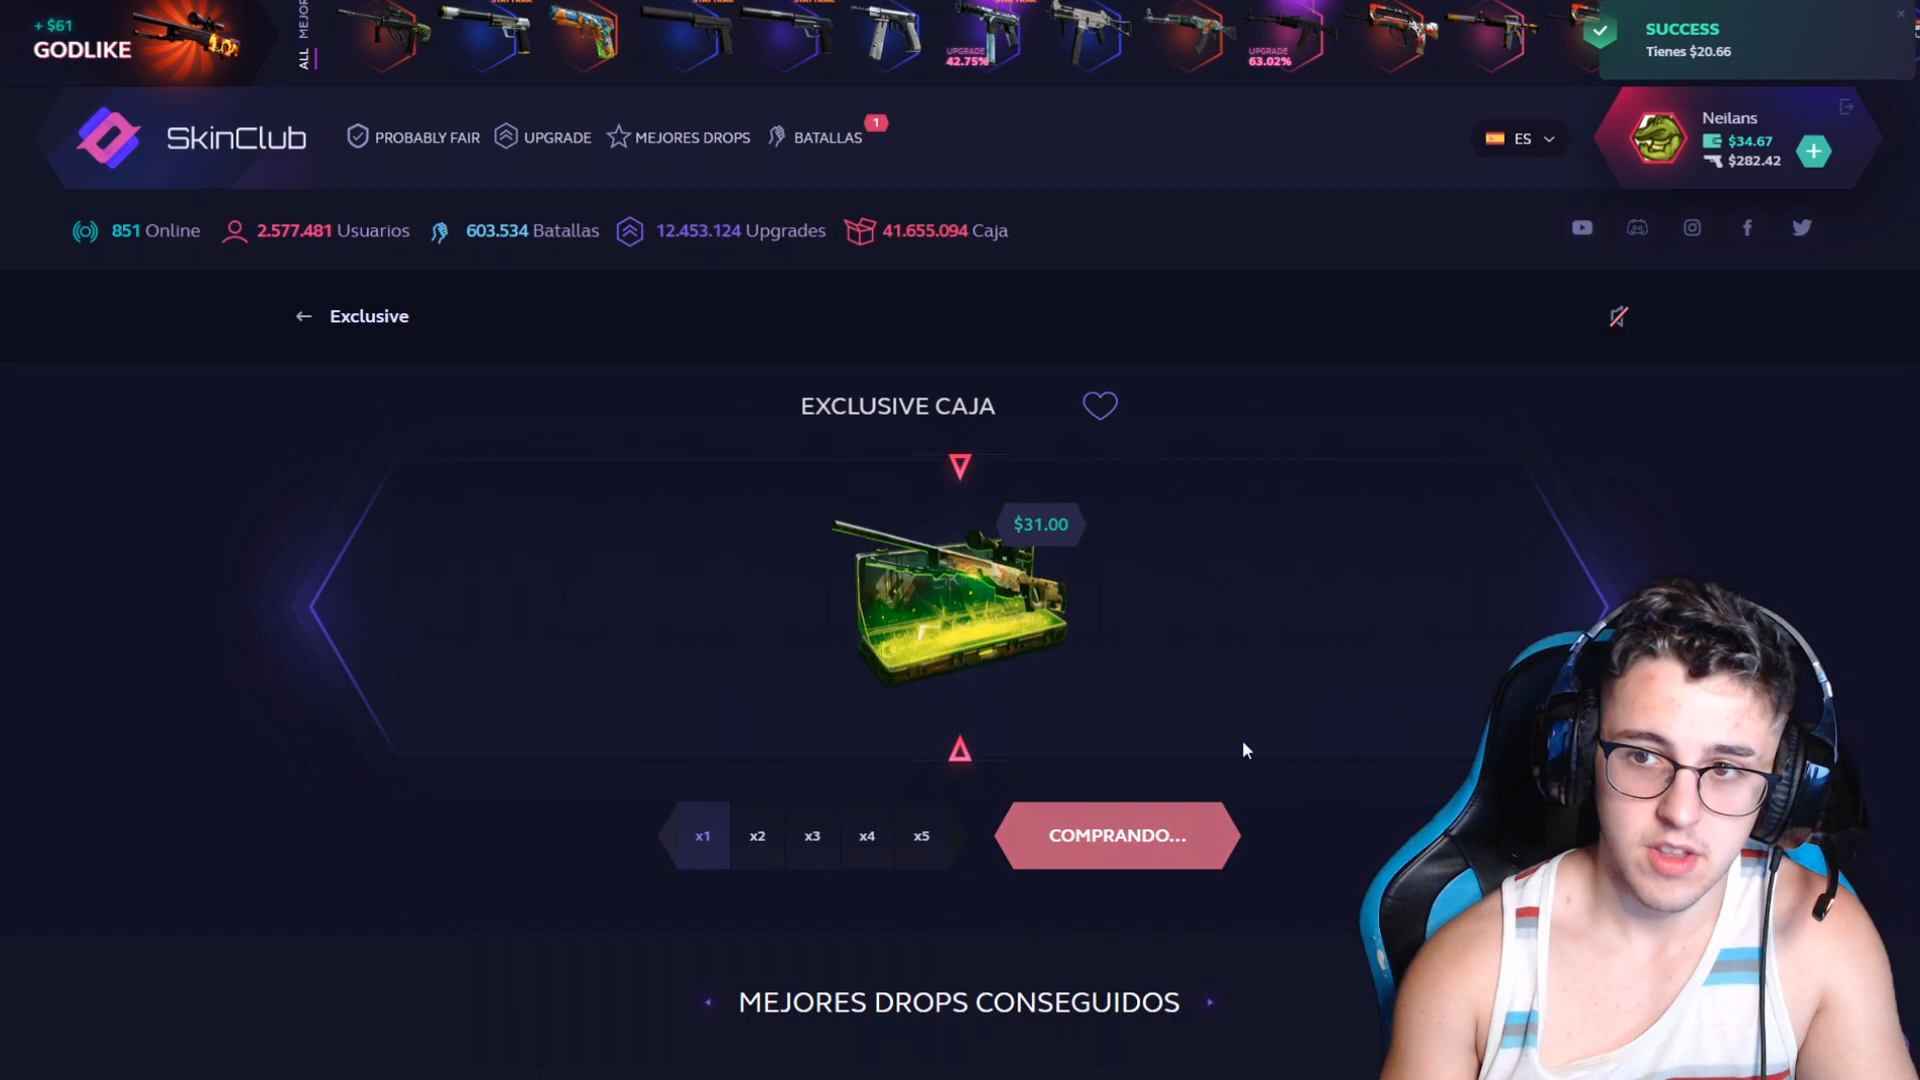 + $61
GODLIKE
ALL
UPGRADE
42.75%
UPGRADE
63.02%
SUCCESS
Tienes $20.66
SkinClub
PROBABLY FAIR
UPGRADE
MEJORES DROPS
BATALLAS
1
ES
Neilans
$34.67
$282.42
+
851 Online
2.577.481 Usuarios
603.534 Batallas
12.453.124 Upgrades
41.655.094 Caja
← Exclusive
EXCLUSIVE CAJA
$31.00
x1
x2
x3
x4
x5
COMPRANDO...
MEJORES DROPS CONSEGUIDOS